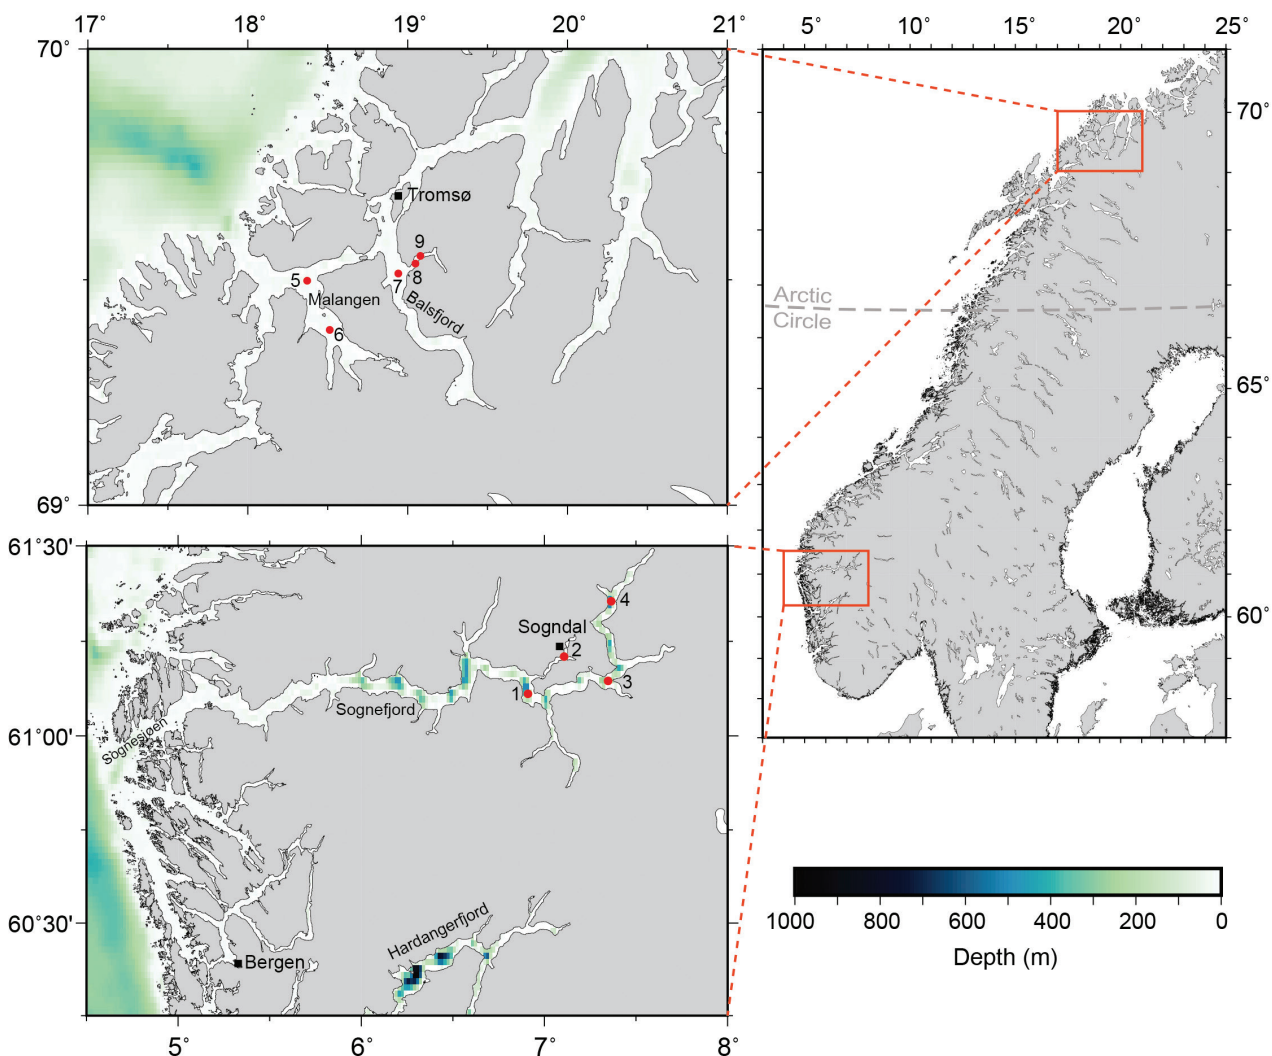 17° 18 19 20 21°
70°
Tromsø
9
8
7
5
Malangen
Balsfjord
6
69°
5° 10° 15° 20° 25°
70°
Arctic
Circle
65°
60°
61°30'
4
Sogndal
2
3
1
Sognefjord
61°00'
Sognesjøen
60°30'
Hardangerfjord
Bergen
5° 6° 7° 8°
1000 800 600 400 200 0
Depth (m)